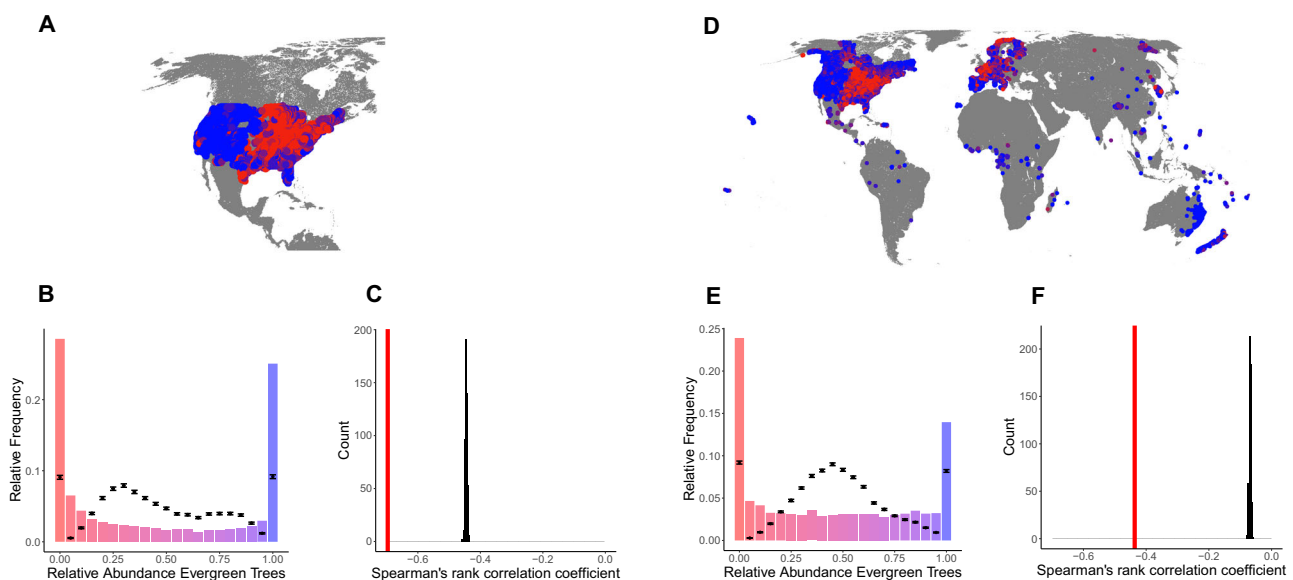 A
D
B
C
E
F
Relative Frequency
0.2
0.1
0.0
0.00 0.25 0.50 0.75 1.00
Relative Abundance Evergreen Trees
Count
200
150
100
50
0
−0.6 −0.4 −0.2 0.0
Spearman's rank correlation coefficient
Relative Frequency
0.25
0.20
0.15
0.10
0.05
0.00
0.00 0.25 0.50 0.75 1.00
Relative Abundance Evergreen Trees
Count
200
150
100
50
0
−0.6 −0.4 −0.2 0.0
Spearman's rank correlation coefficient